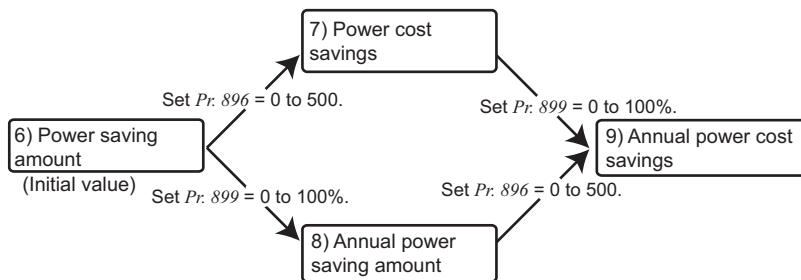 7) Power cost
savings
Set Pr. 896 = 0 to 500.
Set Pr. 899 = 0 to 100%.
6) Power saving
amount
(Initial value)
9) Annual power cost
savings
Set Pr. 899 = 0 to 100%.
Set Pr. 896 = 0 to 500.
8) Annual power
saving amount